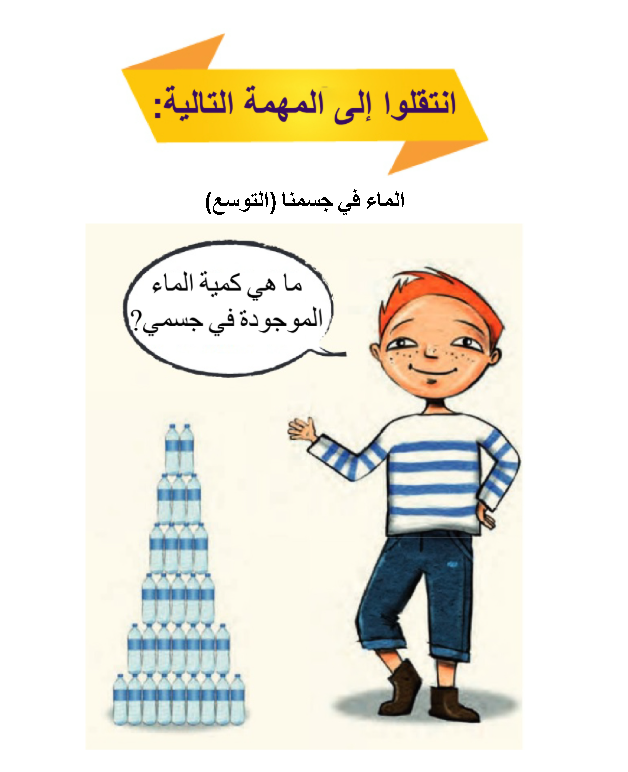 انتقلوا إلى المهمة التالية:
الماء في جسمنا (التوسع)
ما هي كمية الماء
الموجودة في جسمي?